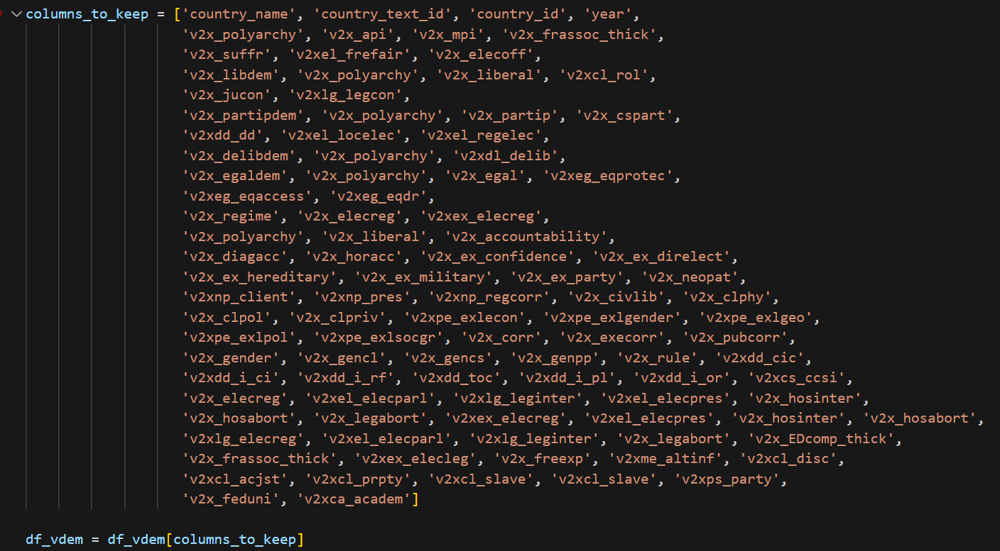 columns_to_keep = ['country_name', 'country_text_id', 'country_id', 'year',
'v2x_polyarchy', 'v2x_api', 'v2x_mpi', 'v2x_frassoc_thick',
'v2x_suffr', 'v2xel_frefair', 'v2x_elecoff',
'v2x_libdem', 'v2x_polyarchy', 'v2x_liberal', 'v2xcl_rol',
'v2x_jucon', 'v2xlg_legcon',
'v2x_partipdem', 'v2x_polyarchy', 'v2x_partip', 'v2x_cspart',
'v2xdd_dd', 'v2xel_locelec', 'v2xel_regelec',
'v2x_delibdem', 'v2x_polyarchy', 'v2xdl_delib',
'v2x_egaldem', 'v2x_polyarchy', 'v2x_egal', 'v2xeg_eqprotec',
'v2xeg_eqaccess', 'v2xeg_eqdr',
'v2x_regime', 'v2x_elecreg', 'v2xex_elecreg',
'v2x_polyarchy', 'v2x_liberal', 'v2x_accountability',
'v2x_diagacc', 'v2x_horacc', 'v2x_ex_confidence', 'v2x_ex_direlect',
'v2x_ex_hereditary', 'v2x_ex_military', 'v2x_ex_party', 'v2x_neopat',
'v2xnp_client', 'v2xnp_pres', 'v2xnp_regcorr', 'v2x_civlib', 'v2x_clphy',
'v2x_clpol', 'v2x_clpriv', 'v2xpe_exlecon', 'v2xpe_exlgender', 'v2xpe_exlgeo',
'v2xpe_exlpol', 'v2xpe_exlsocgr', 'v2x_corr', 'v2x_execorr', 'v2x_pubcorr',
'v2x_gender', 'v2x_gencl', 'v2x_gencs', 'v2x_genpp', 'v2x_rule', 'v2xdd_cic',
'v2xdd_i_ci', 'v2xdd_i_rf', 'v2xdd_toc', 'v2xdd_i_pl', 'v2xdd_i_or', 'v2xcs_ccsi',
'v2x_elecreg', 'v2xel_elecparl', 'v2xlg_leginter', 'v2xel_elecpres', 'v2x_hosinter',
'v2x_hosabort', 'v2x_legabort', 'v2xex_elecreg', 'v2xel_elecpres', 'v2x_hosinter', 'v2x_hosabort',
'v2xlg_elecreg', 'v2xel_elecparl', 'v2xlg_leginter', 'v2x_legabort', 'v2x_EDcomp_thick',
'v2x_frassoc_thick', 'v2xex_elecleg', 'v2x_freexp', 'v2xme_altinf', 'v2xcl_disc',
'v2xcl_acjst', 'v2xcl_prpty', 'v2xcl_slave', 'v2xcl_slave', 'v2xps_party',
'v2x_feduni', 'v2xca_academ']
df_vdem = df_vdem[columns_to_keep]